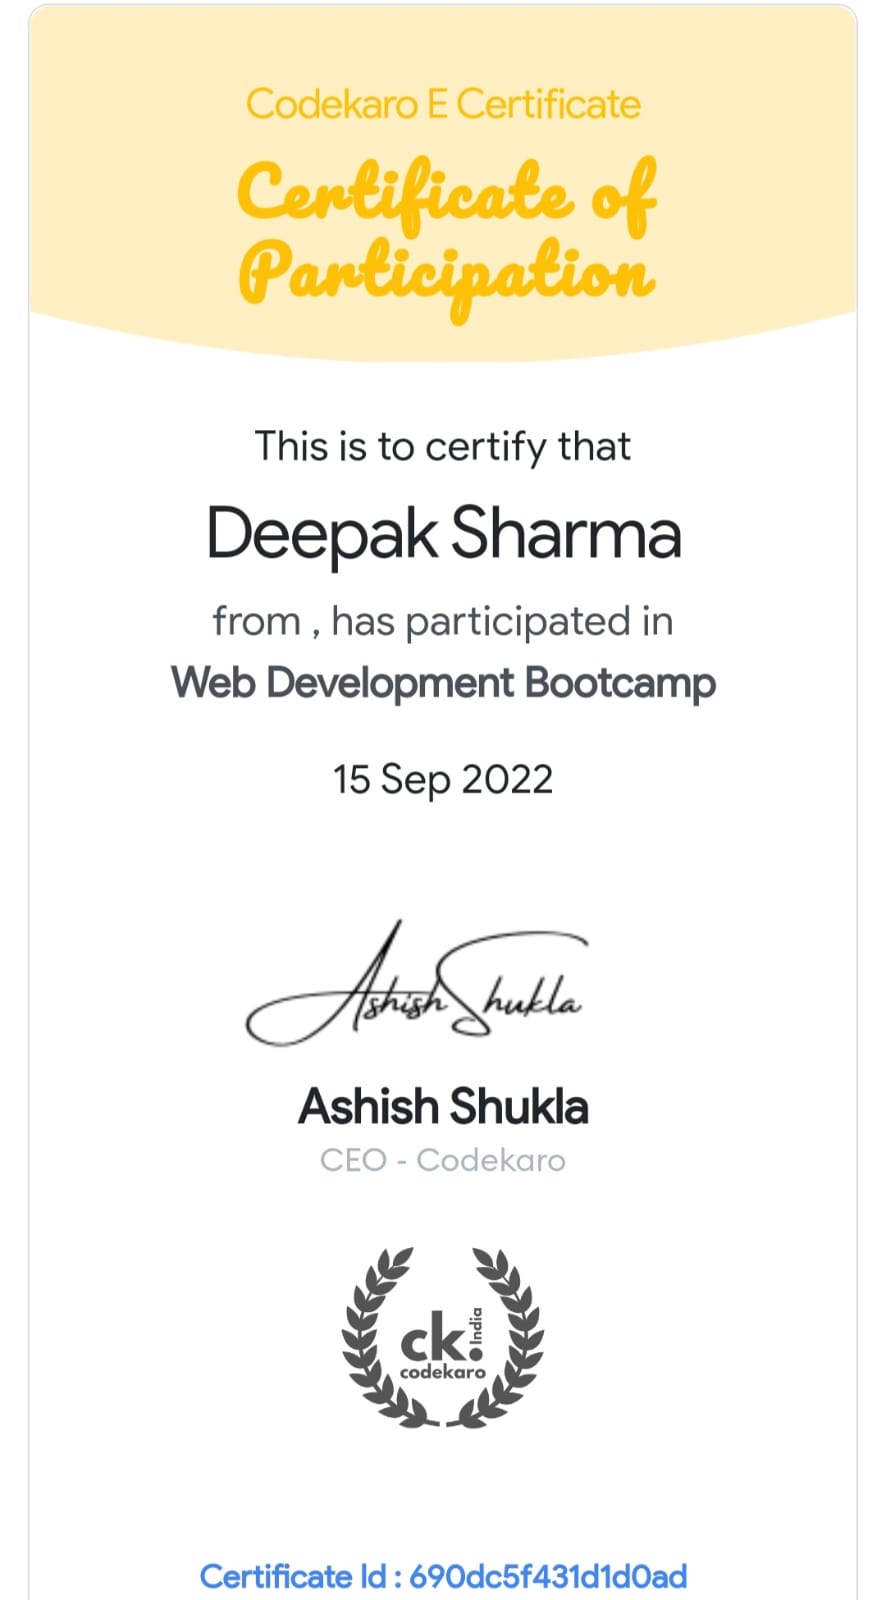 Codekaro E Certificate
Certificate of
Participation
This is to certify that
Deepak Sharma
from , has participated in
Web Development Bootcamp
15 Sep 2022
Ashish Shukla
Ashish Shukla
CEO - Codekaro
ck. India
codekaro
Certificate Id : 690dc5f431d1d0ad